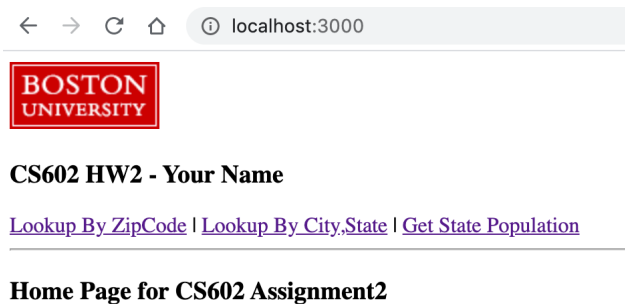 localhost:3000
BOSTON
UNIVERSITY
CS602 HW2 - Your Name
Lookup By ZipCode | Lookup By City,State | Get State Population
Home Page for CS602 Assignment2